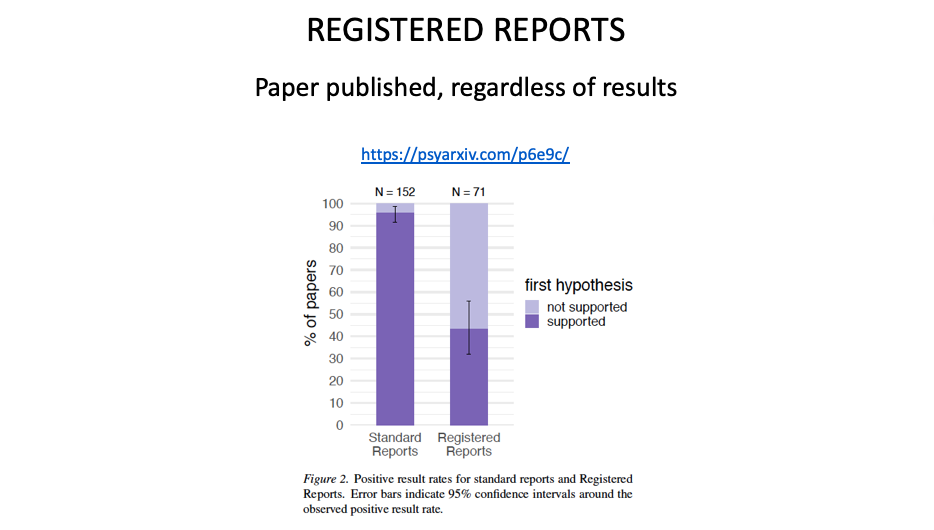 REGISTERED REPORTS
Paper published, regardless of results
https://psyarxiv.com/p6e9c/
N = 152
N = 71
100
90
80
70
60
50
40
30
20
10
0
% of papers
Standard
Reports
Registered
Reports
first hypothesis
not supported
supported
Figure 2. Positive result rates for standard reports and Registered
Reports. Error bars indicate 95% confidence intervals around the
observed positive result rate.